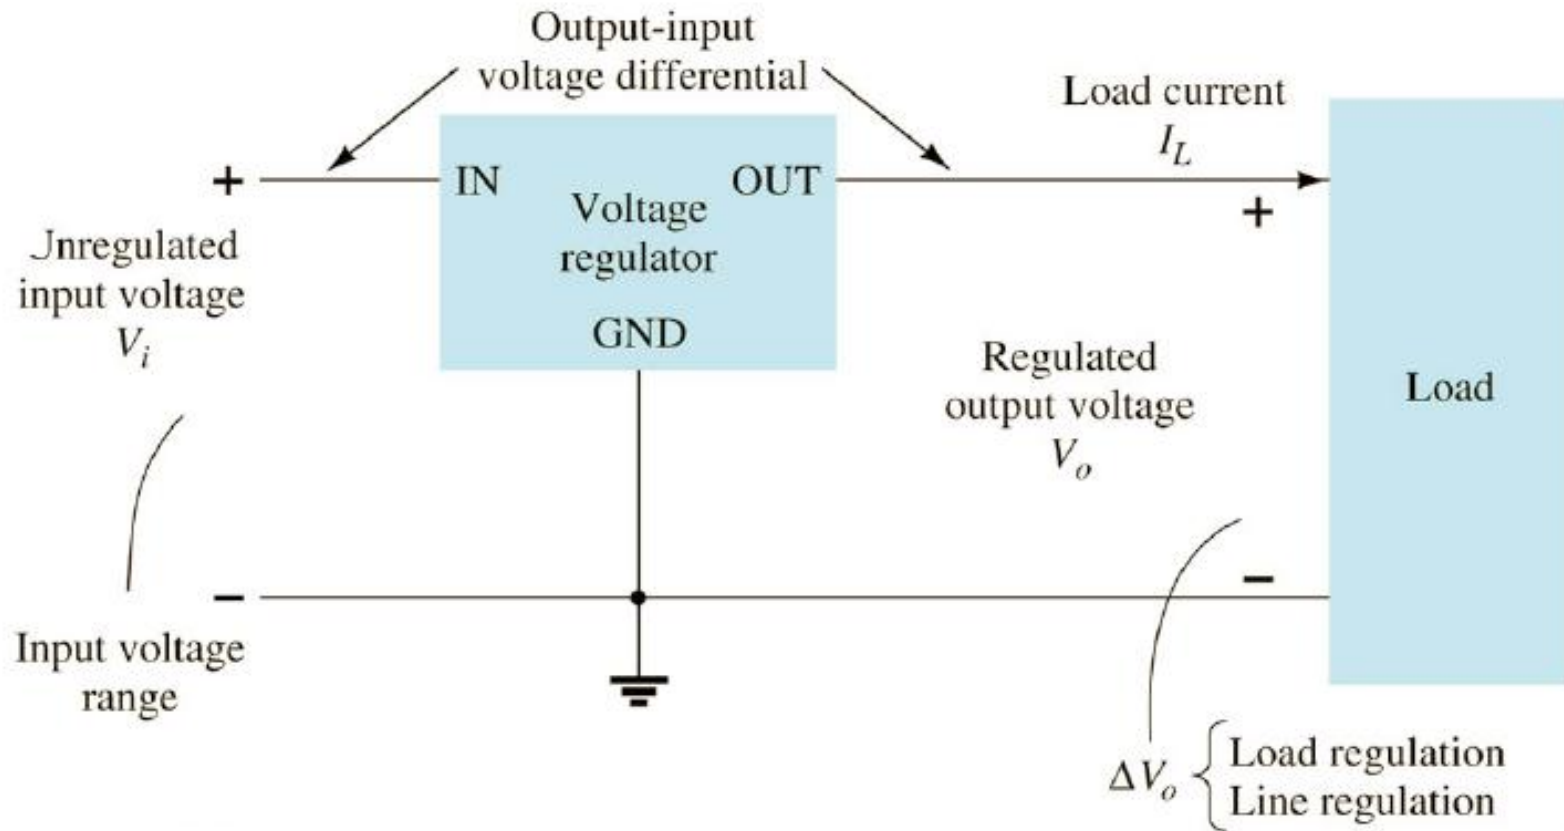 Output-input
voltage differential
Load current
I_L
+
IN
OUT
Voltage
regulator
GND
+
Jnregulated
input voltage
V_i
Regulated
output voltage
V_o
Load
−
−
Input voltage
range
ΔV_o { Load regulation
Line regulation